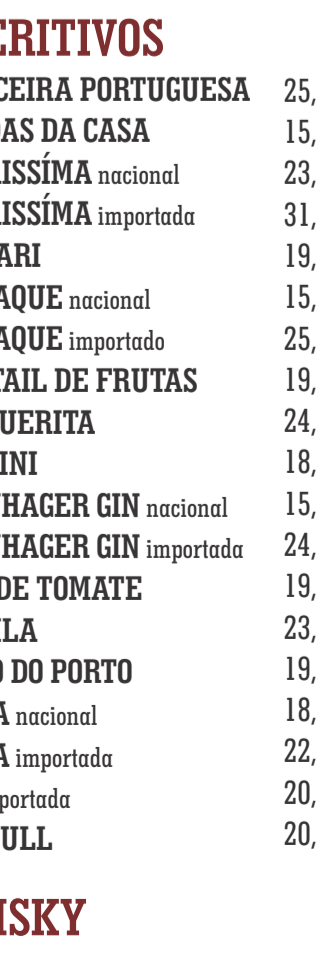 ERITIVOS
CEIRA PORTUGUESA 25,
DAS DA CASA 15,
LISSÍMA nacional 23,
LISSÍMA importada 31,
ARI 19,
AQUE nacional 15,
AQUE importado 25,
TAIL DE FRUTAS 19,
UERITA 24,
INI 18,
HAGER GIN nacional 15,
HAGER GIN importada 24,
DE TOMATE 19,
ILA 23,
O DO PORTO 19,
A nacional 18,
A importada 22,
portada 20,
ULL 20,
ISKY